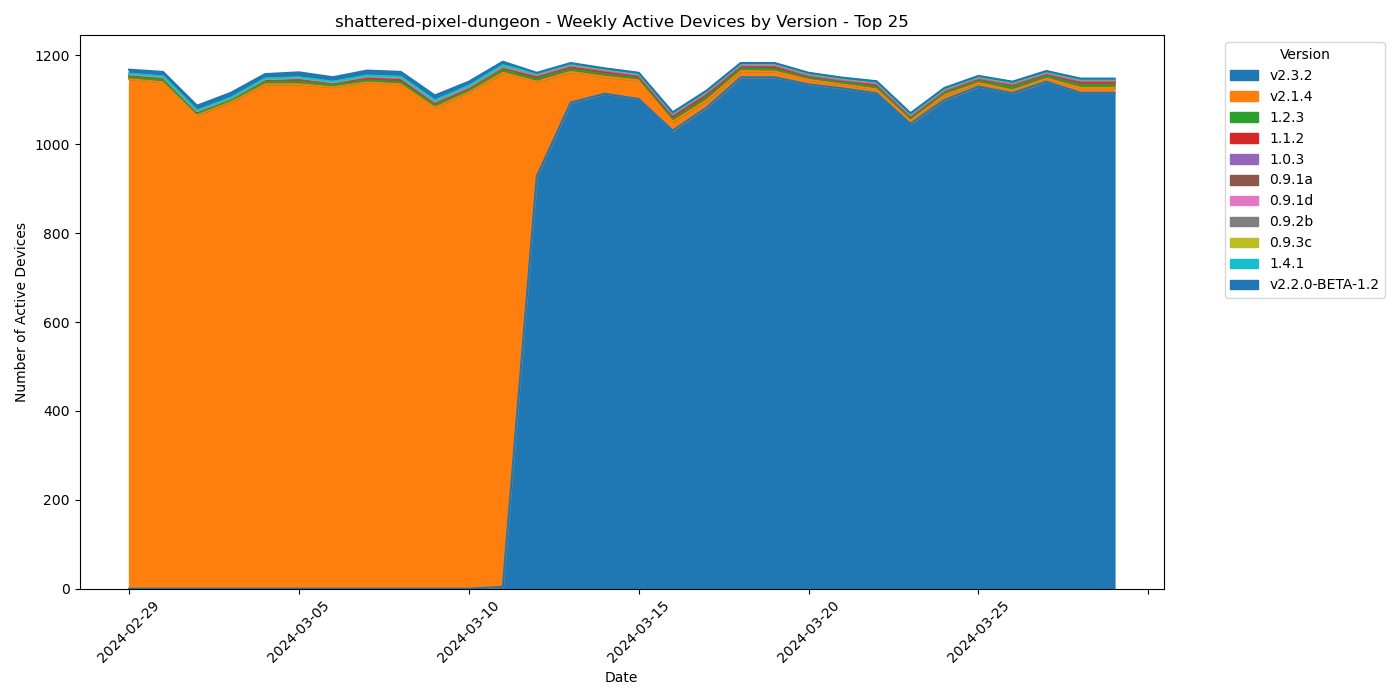 shattered-pixel-dungeon - Weekly Active Devices by Version - Top 25
1200
1000
800
600
400
200
0
Number of Active Devices
2024-02-29
2024-03-05
2024-03-10
2024-03-15
2024-03-20
2024-03-25
Date
Version
v2.3.2
v2.1.4
1.2.3
1.1.2
1.0.3
0.9.1a
0.9.1d
0.9.2b
0.9.3c
1.4.1
v2.2.0-BETA-1.2